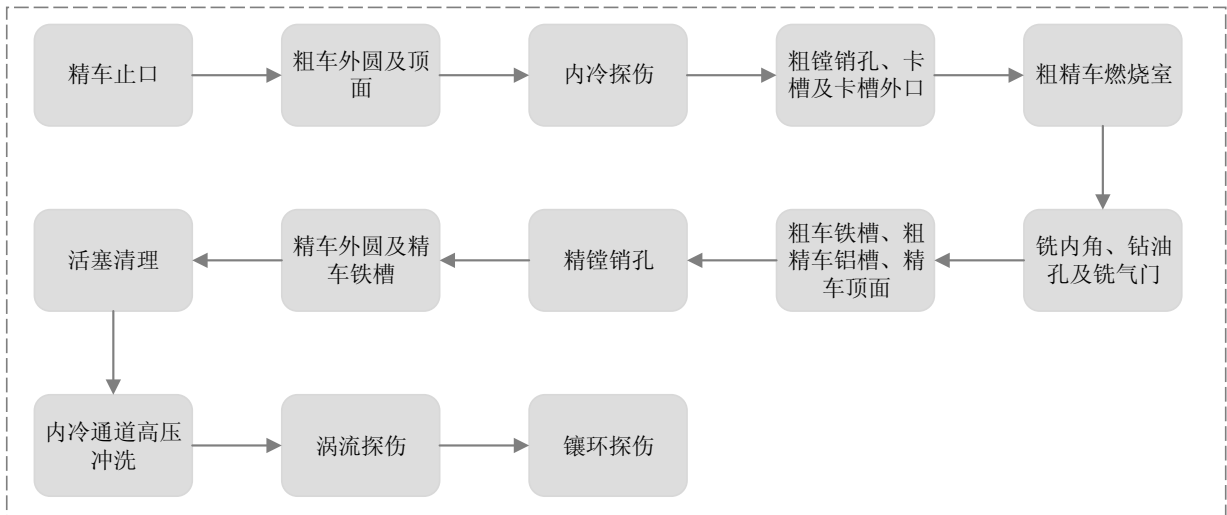 精车止口
粗车外圆及顶
面
内冷探伤
粗镗销孔、卡
槽及卡槽外口
粗精车燃烧室
铣内角、钻油
孔及铣气门
粗车铁槽、粗
精车铝槽、精
车顶面
精镗销孔
精车外圆及精
车铁槽
活塞清理
内冷通道高压
冲洗
涡流探伤
镶环探伤